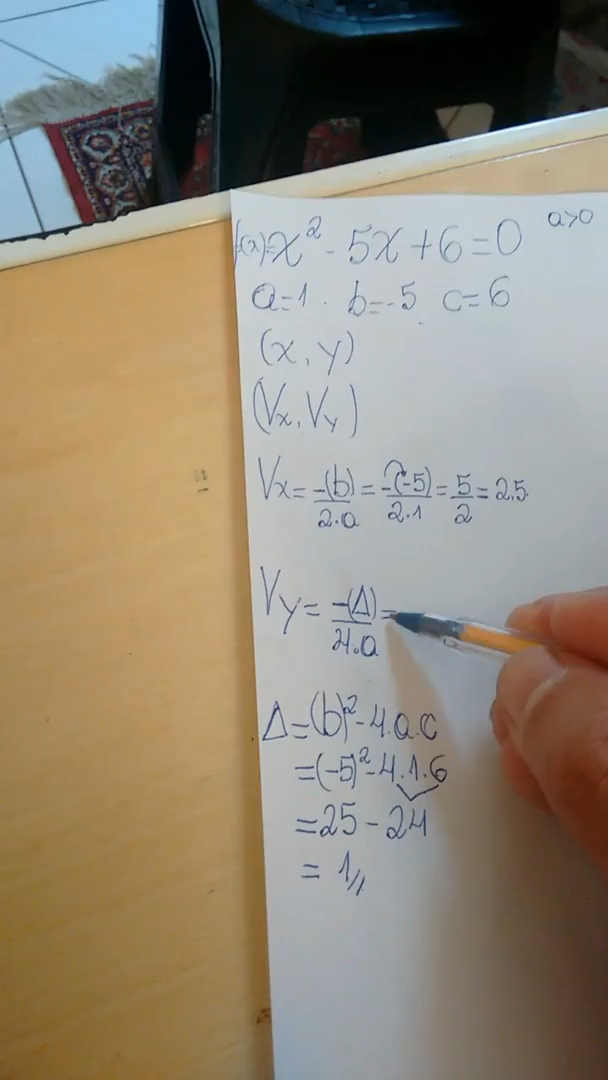 f(x)=x² - 5x+6=0 a>0
a=1 . b=-5 c=6
(x, y)
(Vx, Vy)
Vx= -(b)/2.a = -(-5)/2.1 = 5/2 = 2,5
Vy= -(Δ)/4.a =
Δ=(b)²-4.a.c
=(-5)²-4.1.6
=25-24
= 1//